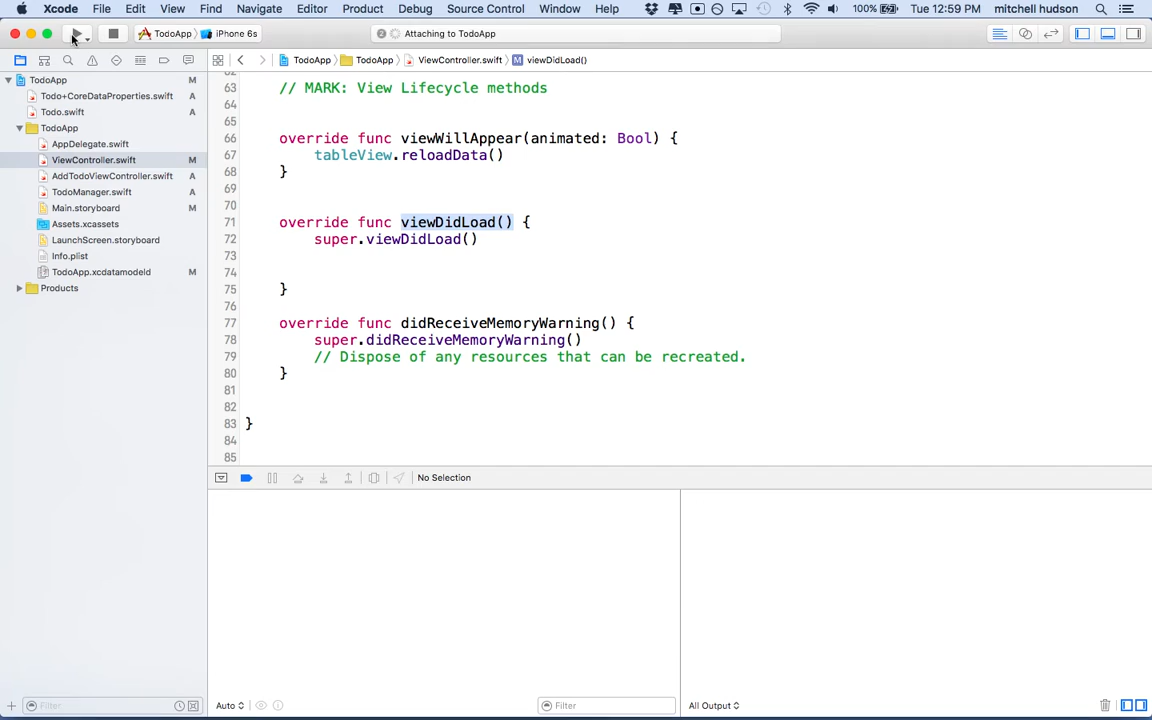 Xcode File Edit View Find Navigate Editor Product Debug Source Control Window Help 100% Tue 12:59 PM mitchell hudson
TodoApp iPhone 6s 2 Attaching to TodoApp
TodoApp TodoApp ViewController.swift M viewDidLoad()
TodoApp M
Todo+CoreDataProperties.swift A
Todo.swift A
TodoApp
AppDelegate.swift
ViewController.swift M
AddTodoViewController.swift A
TodoManager.swift A
Main.storyboard M
Assets.xcassets
LaunchScreen.storyboard
Info.plist
TodoApp.xcdatamodeld M
Products
Filter
62
63 // MARK: View Lifecycle methods
64
65
66 override func viewWillAppear(animated: Bool) {
67 tableView.reloadData()
68 }
69
70
71 override func viewDidLoad() {
72 super.viewDidLoad()
73
74
75 }
76
77 override func didReceiveMemoryWarning() {
78 super.didReceiveMemoryWarning()
79 // Dispose of any resources that can be recreated.
80 }
81
82
83 }
84
85
No Selection
Auto Filter All Output